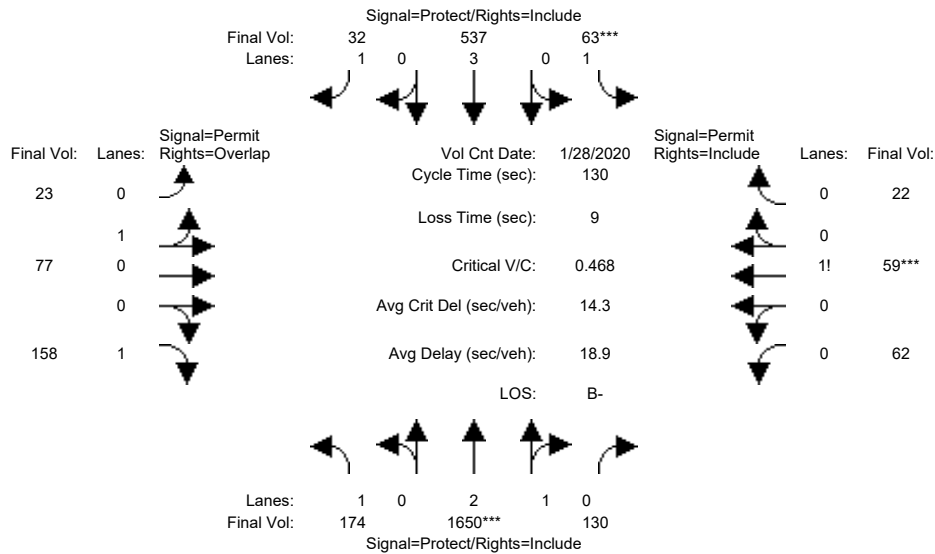 Signal=Protect/Rights=Include
Final Vol: 32 537 63***
Lanes: 1 0 3 0 1
Signal=Permit
Final Vol: Lanes: Rights=Overlap
Vol Cnt Date: 1/28/2020
Signal=Permit
Rights=Include Lanes: Final Vol:
Cycle Time (sec): 130
23 0
0 22
Loss Time (sec): 9
1
0
77 0
Critical V/C: 0.468
1! 59***
0
Avg Crit Del (sec/veh): 14.3
0
158 1
Avg Delay (sec/veh): 18.9
0 62
LOS: B-
Lanes: 1 0 2 1 0
Final Vol: 174 1650*** 130
Signal=Protect/Rights=Include